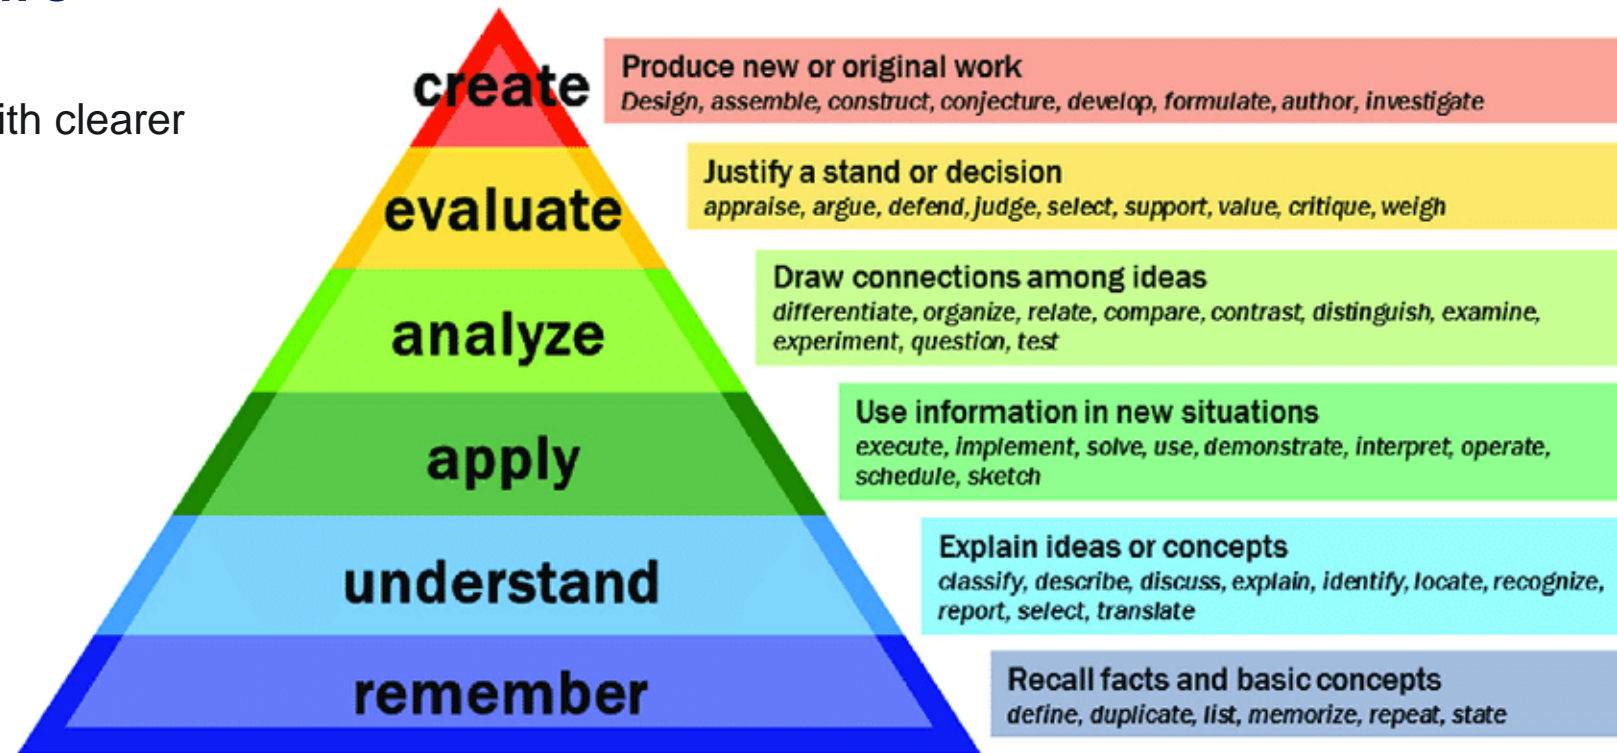 ith clearer
create
Produce new or original work
Design, assemble, construct, conjecture, develop, formulate, author, investigate
evaluate
Justify a stand or decision
appraise, argue, defend, judge, select, support, value, critique, weigh
analyze
Draw connections among ideas
differentiate, organize, relate, compare, contrast, distinguish, examine,
experiment, question, test
apply
Use information in new situations
execute, implement, solve, use, demonstrate, interpret, operate,
schedule, sketch
understand
Explain ideas or concepts
classify, describe, discuss, explain, identify, locate, recognize,
report, select, translate
remember
Recall facts and basic concepts
define, duplicate, list, memorize, repeat, state